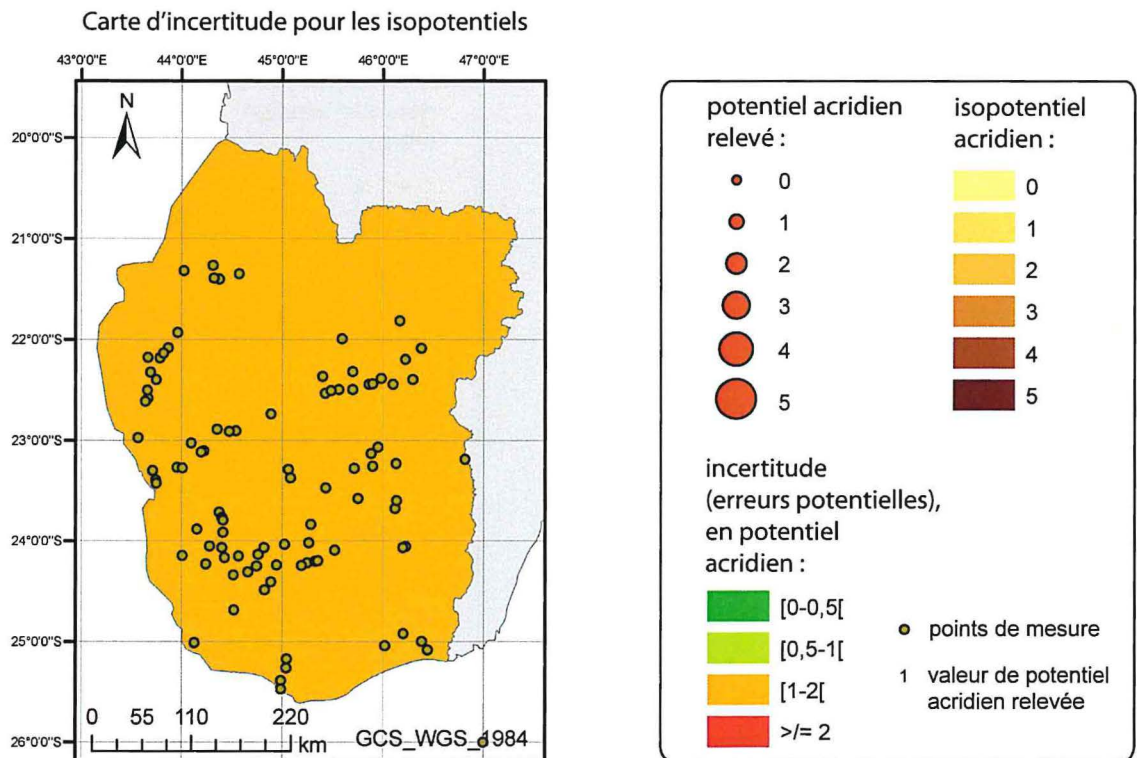 Carte d'incertitude pour les isopotentiels
43°0'0"E 44°0'0"E 45°0'0"E 46°0'0"E 47°0'0"E
N
20°0'0"S
21°0'0"S
22°0'0"S
23°0'0"S
24°0'0"S
25°0'0"S
26°0'0"S
0 55 110 220
km
GCS_WGS_1984
potentiel acridien
relevé :
0
1
2
3
4
5
isopotentiel
acridien :
0
1
2
3
4
5
incertitude
(erreurs potentielles),
en potentiel
acridien :
[0-0,5[
[0,5-1[
[1-2[
>/= 2
points de mesure
1 valeur de potentiel
acridien relevée